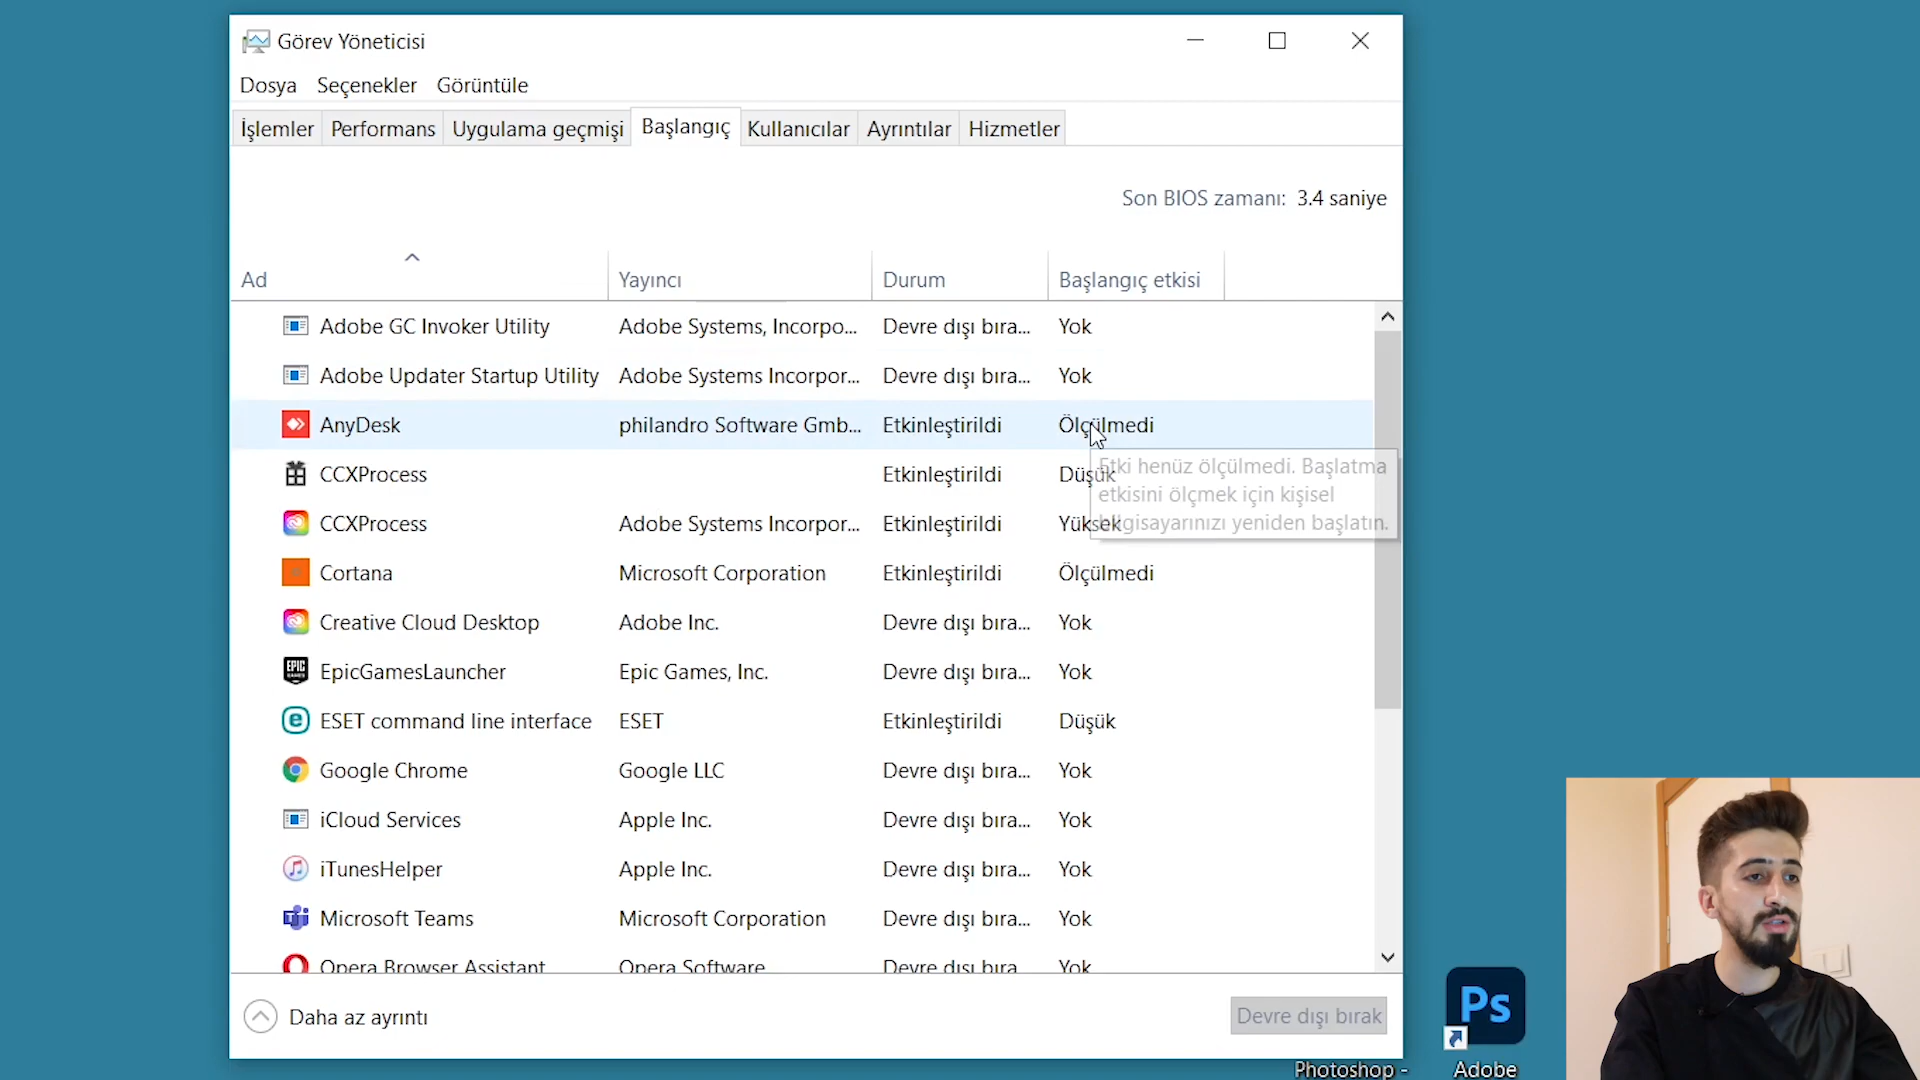 Görev Yöneticisi
Dosya Seçenekler Görüntüle
İşlemler Performans Uygulama geçmişi Başlangıç Kullanıcılar Ayrıntılar Hizmetler
Son BIOS zamanı: 3.4 saniye
Ad Yayıncı Durum Başlangıç etkisi
Adobe GC Invoker Utility Adobe Systems, Incorpo... Devre dışı bıra... Yok
Adobe Updater Startup Utility Adobe Systems Incorpor... Devre dışı bıra... Yok
AnyDesk philandro Software Gmb... Etkinleştirildi Ölçülmedi
Etki henüz ölçülmedi. Başlatma
etkisini ölçmek için kişisel
bilgisayarınızı yeniden başlatın.
CCXProcess Etkinleştirildi Düşük
CCXProcess Adobe Systems Incorpor... Etkinleştirildi Yüksek
Cortana Microsoft Corporation Etkinleştirildi Ölçülmedi
Creative Cloud Desktop Adobe Inc. Devre dışı bıra... Yok
EPIC
GAMES
EpicGamesLauncher Epic Games, Inc. Devre dışı bıra... Yok
e ESET command line interface ESET Etkinleştirildi Düşük
Google Chrome Google LLC Devre dışı bıra... Yok
iCloud Services Apple Inc. Devre dışı bıra... Yok
iTunesHelper Apple Inc. Devre dışı bıra... Yok
Microsoft Teams Microsoft Corporation Devre dışı bıra... Yok
Opera Browser Assistant Opera Software Devre dışı bıra... Yok
Daha az ayrıntı Devre dışı bırak
Ps
Photoshop - Adobe